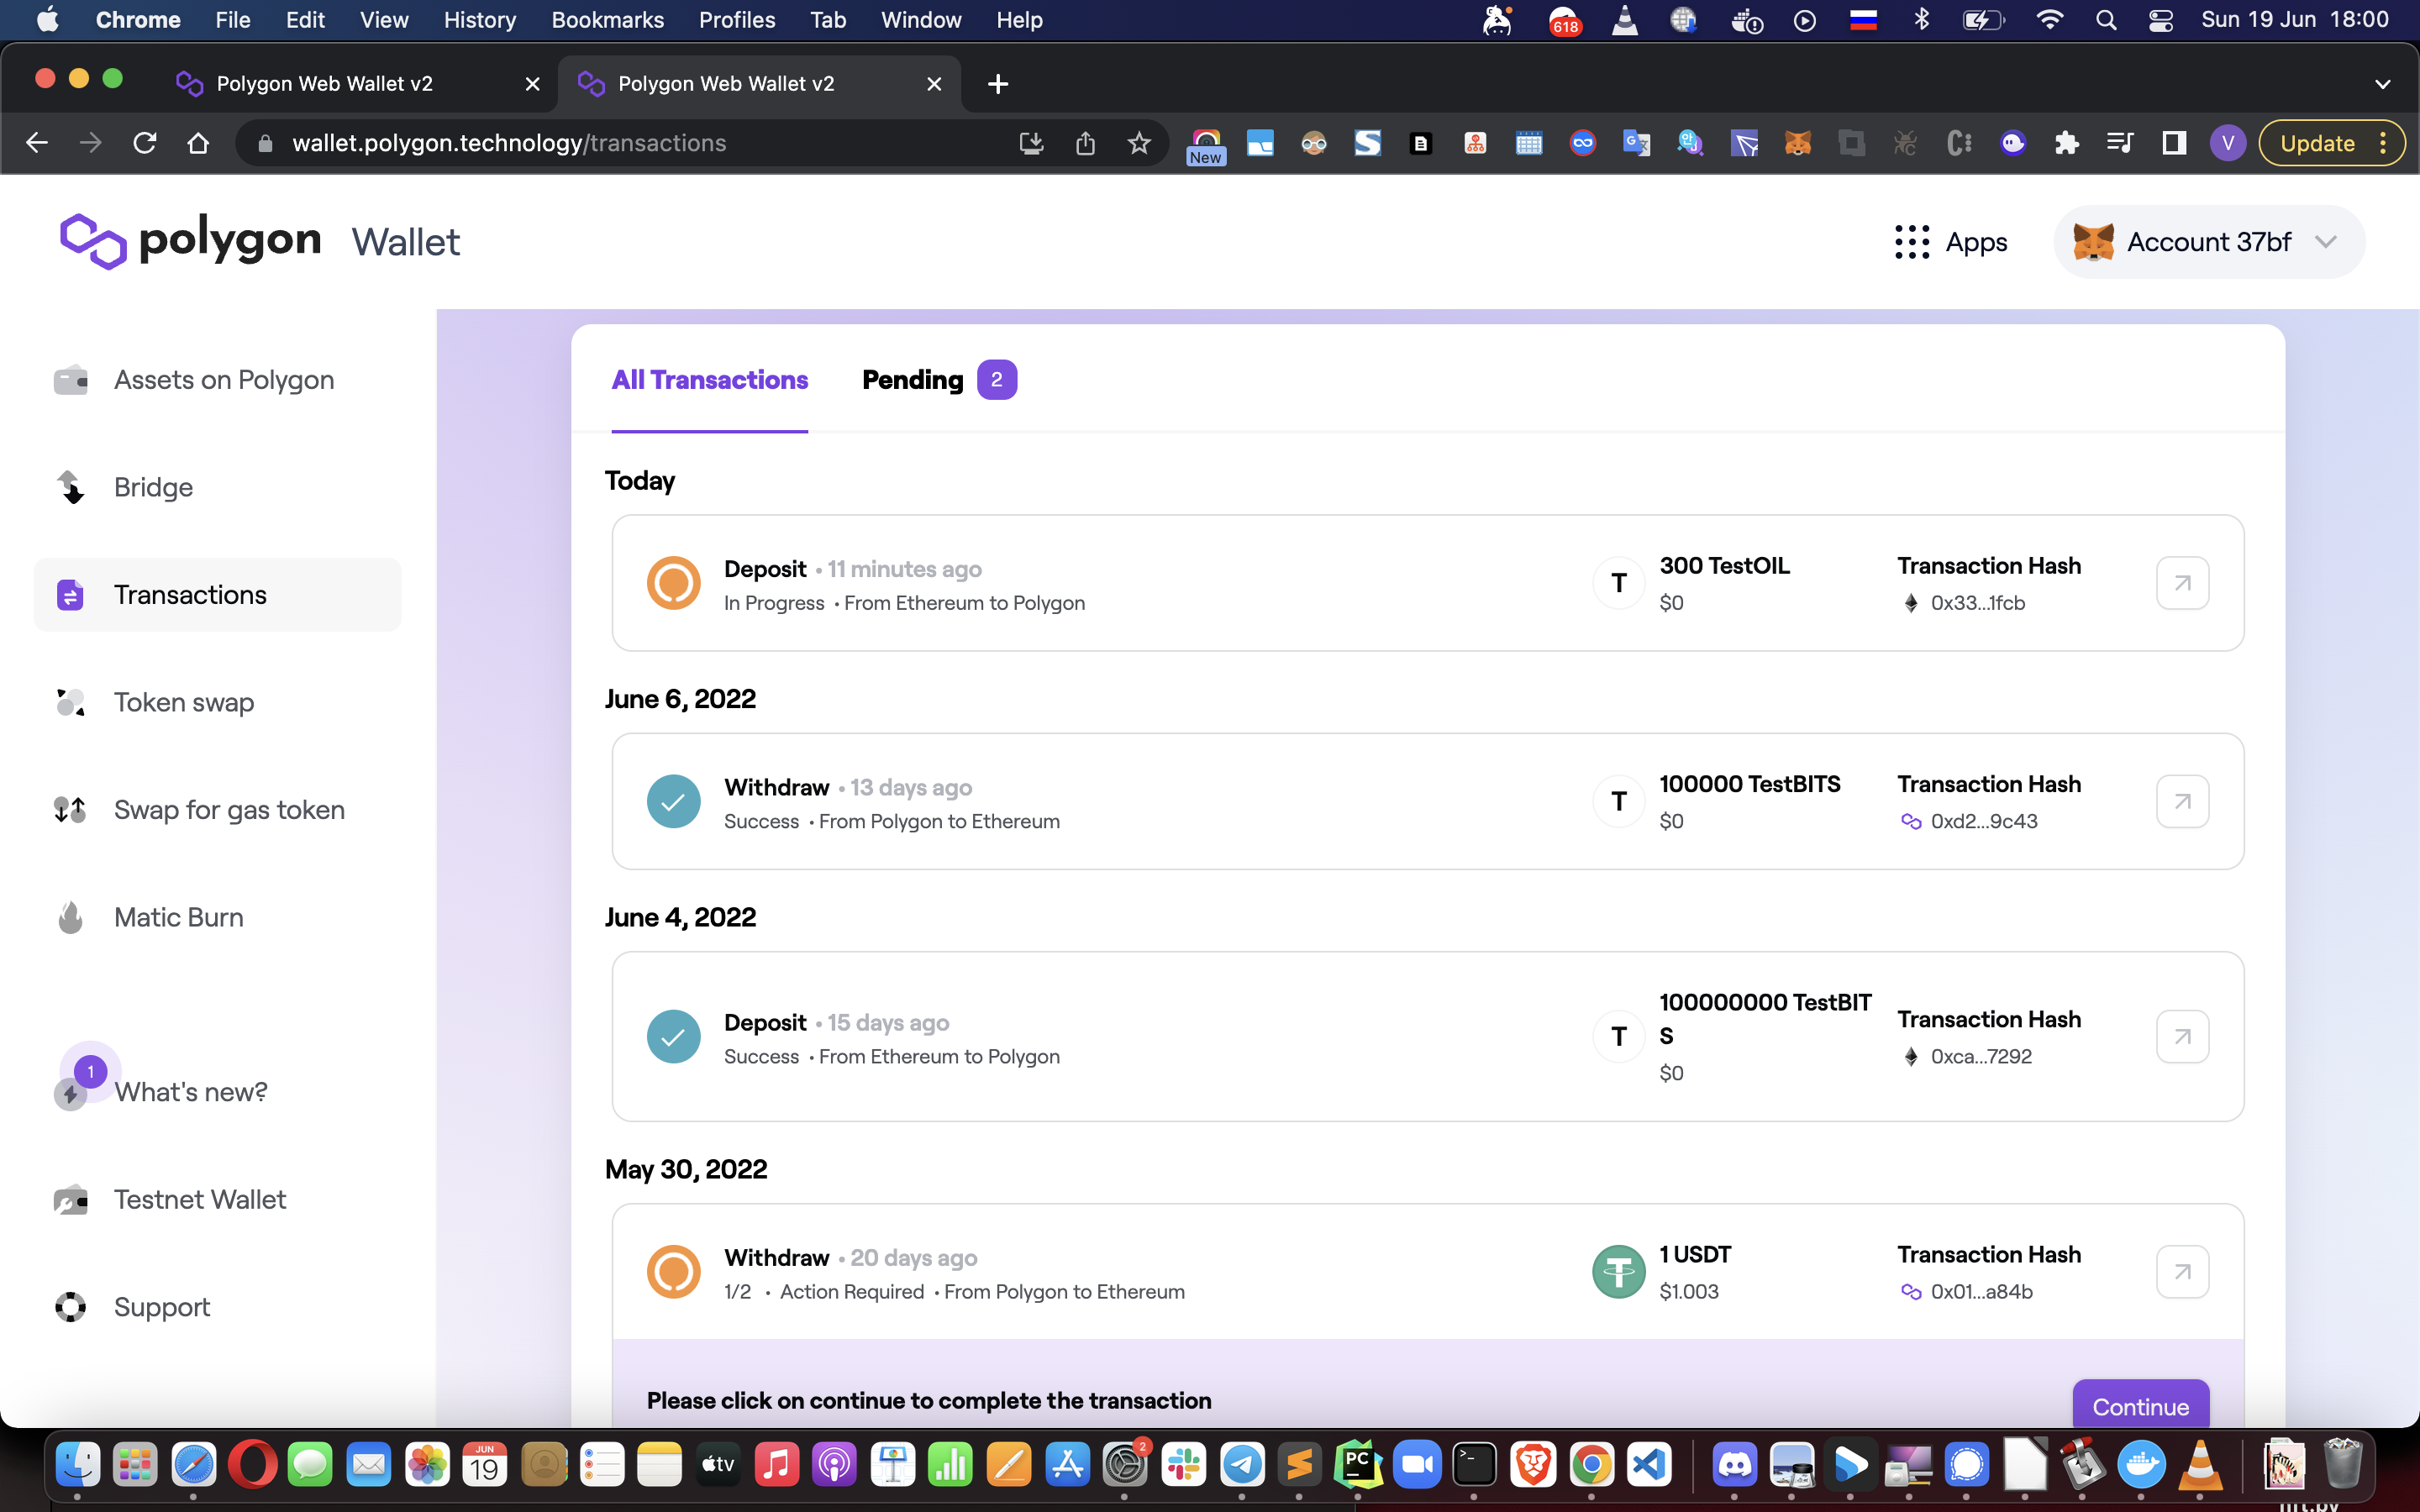 Chrome File Edit View History Bookmarks Profiles Tab Window Help 618 Sun 19 Jun 18:00
Polygon Web Wallet v2 Polygon Web Wallet v2
wallet.polygon.technology/transactions New V Update
polygon Wallet Apps Account 37bf
Assets on Polygon
Bridge
Transactions
Token swap
Swap for gas token
Matic Burn
1
What's new?
Testnet Wallet
Support
All Transactions Pending 2
Today
Deposit • 11 minutes ago 300 TestOIL Transaction Hash
In Progress • From Ethereum to Polygon T $0 0x33...1fcb
June 6, 2022
Withdraw • 13 days ago 100000 TestBITS Transaction Hash
Success • From Polygon to Ethereum T $0 0xd2...9c43
June 4, 2022
Deposit • 15 days ago 100000000 TestBIT Transaction Hash
S
Success • From Ethereum to Polygon T $0 0xca...7292
May 30, 2022
Withdraw • 20 days ago 1 USDT Transaction Hash
1/2 • Action Required • From Polygon to Ethereum $1.003 0x01...a84b
Please click on continue to complete the transaction Continue
JUN
19
tv
2
PC
nft.by